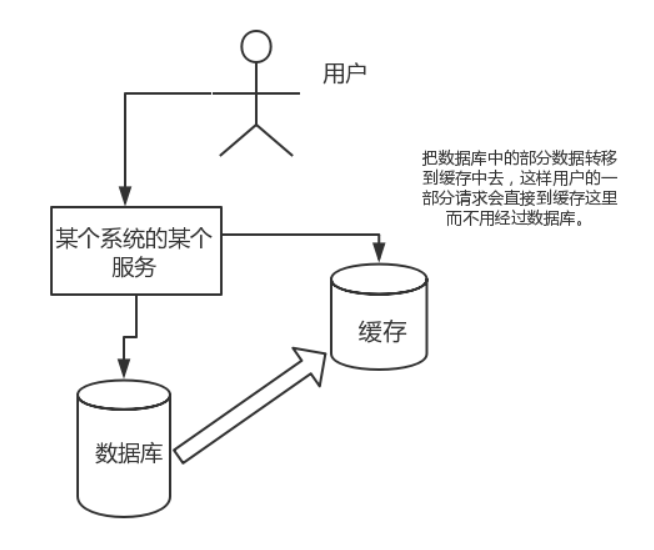 用户
把数据库中的部分数据转移
到缓存中去，这样用户的一
部分请求会直接到缓存这里
而不用经过数据库。
某个系统的某个
服务
缓存
数据库